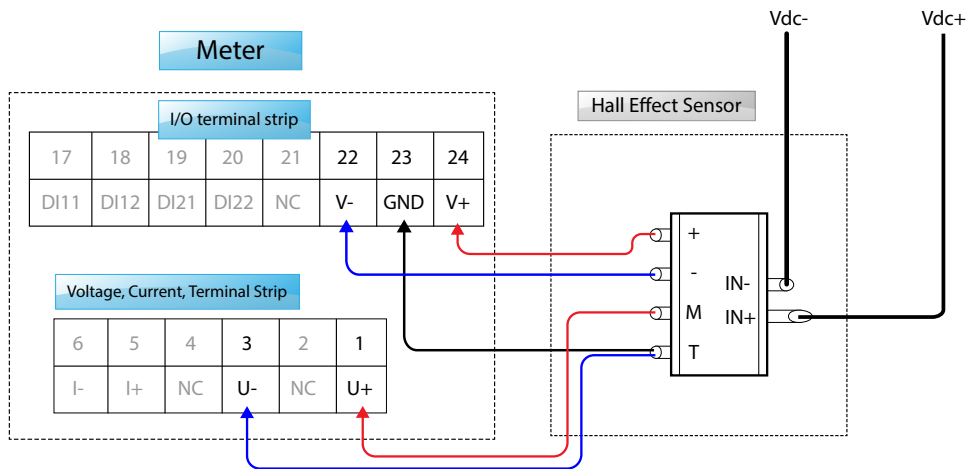 Vdc- Vdc+
Meter
I/O terminal strip
Hall Effect Sensor
17 18 19 20 21 22 23 24
DI11 DI12 DI21 DI22 NC V- GND V+
+
-
IN-
Voltage, Current, Terminal Strip
M
IN+
6 5 4 3 2 1
T
I- I+ NC U- NC U+